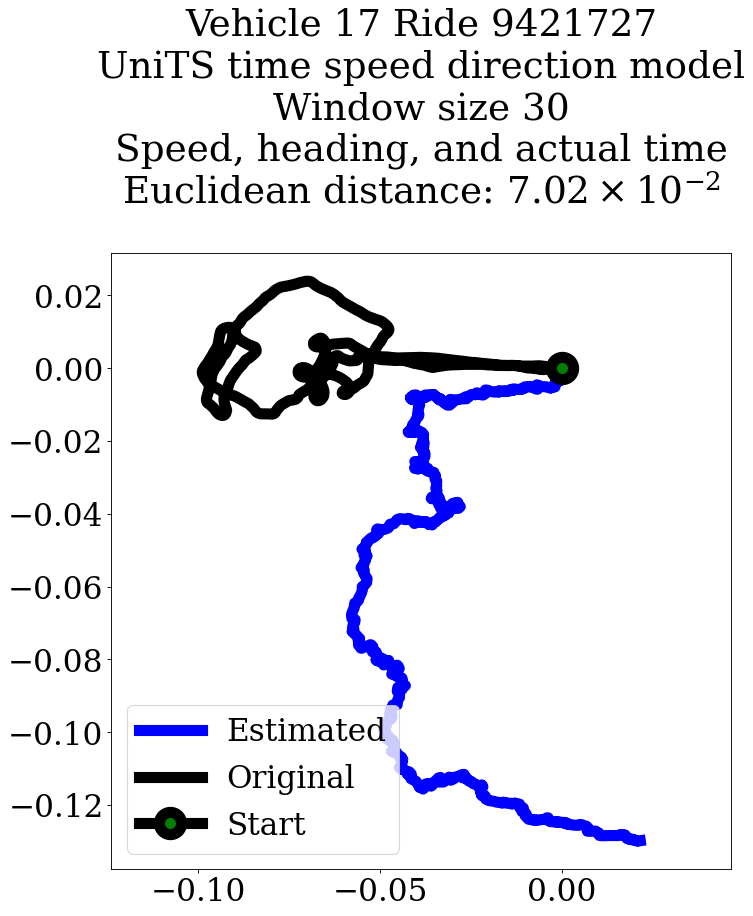 Vehicle 17 Ride 9421727
UniTS time speed direction model
Window size 30
Speed, heading, and actual time
Euclidean distance: 7.02 × 10⁻²
0.02
0.00
−0.02
−0.04
−0.06
−0.08
−0.10
−0.12
Estimated
Original
Start
−0.10
−0.05
0.00